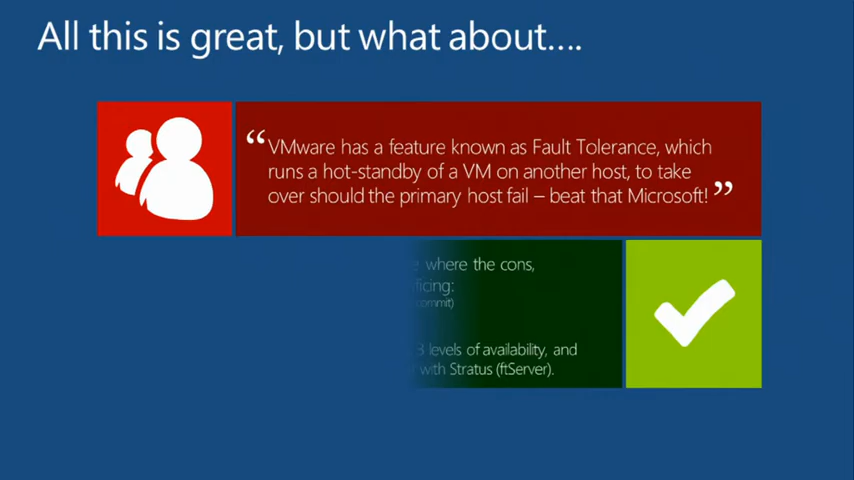 All this is great, but what about....
“VMware has a feature known as Fault Tolerance, which
runs a hot-standby of a VM on another host, to take
over should the primary host fail – beat that Microsoft!”
where the cons,
commit)
3 levels of availability, and
with Stratus (ftServer).